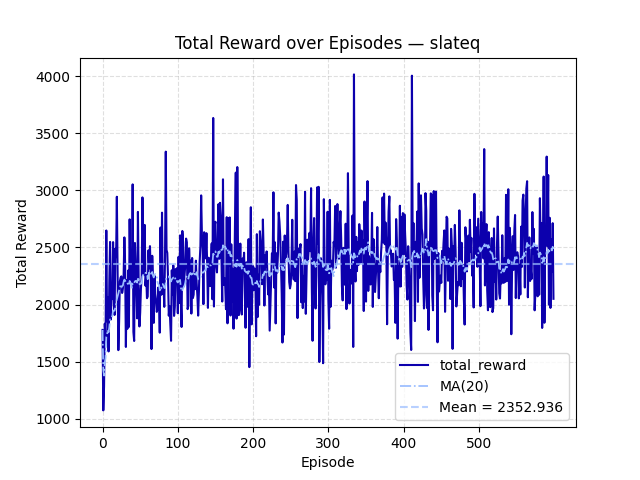 Total Reward over Episodes — slateq
Total Reward
4000
3500
3000
2500
2000
1500
1000
0 100 200 300 400 500
Episode
total_reward
MA(20)
Mean = 2352.936